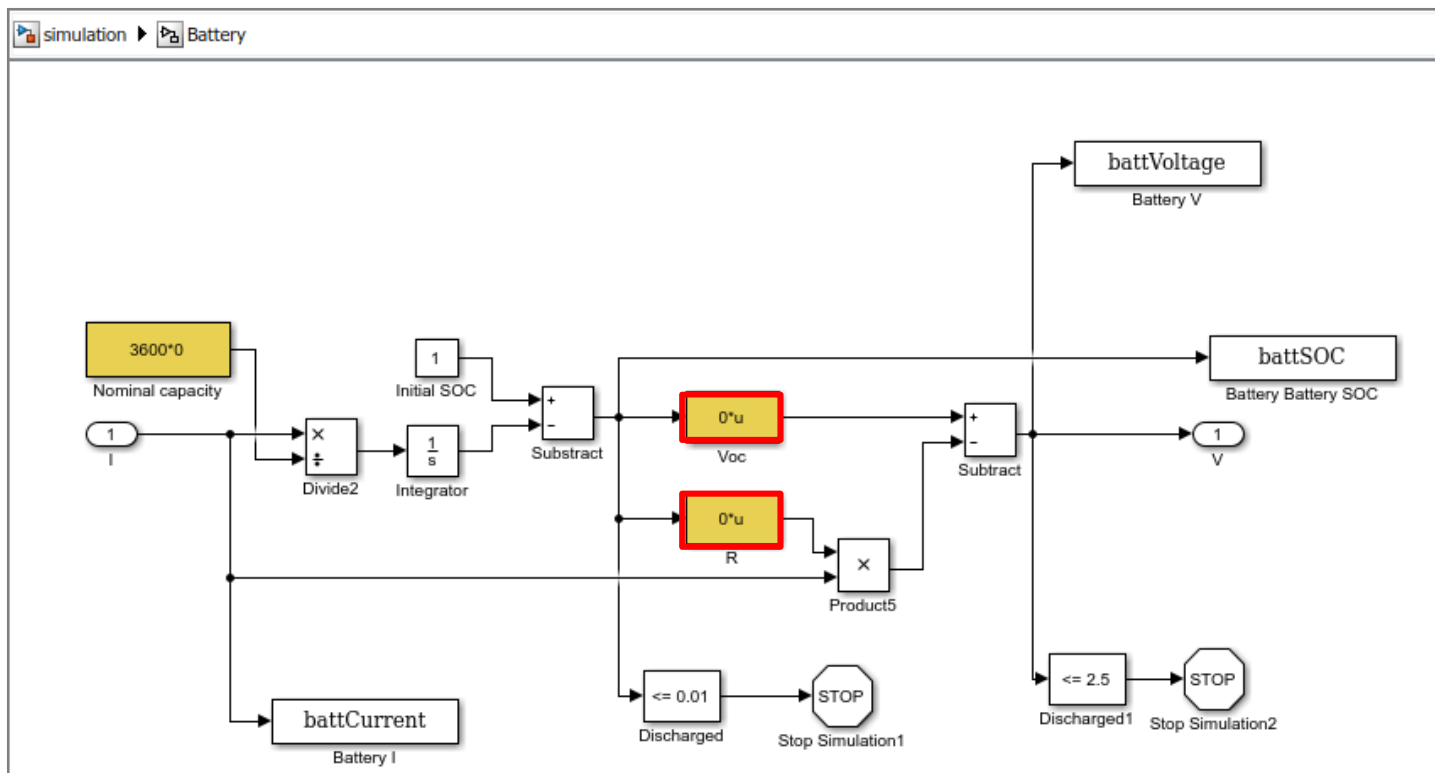 simulation Battery
battVoltage
Battery V
3600*0
Nominal capacity
1
Initial SOC
battSOC
Battery Battery SOC
1
I
×
÷
Divide2
1
s
Integrator
+
−
Substract
0*u
Voc
+
−
Subtract
1
V
0*u
R
×
Product5
<= 0.01
Discharged
STOP
Stop Simulation1
<= 2.5
Discharged1
STOP
Stop Simulation2
battCurrent
Battery I